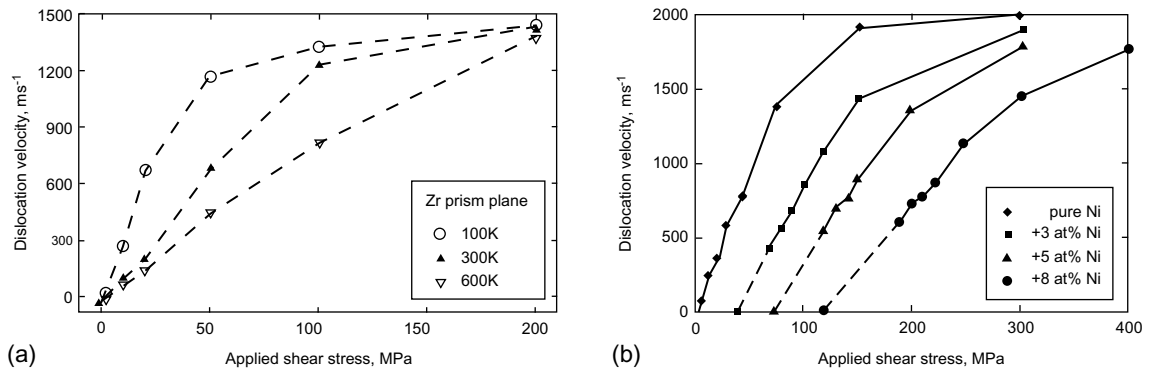 1500
1200
900
600
300
0
Dislocation velocity, ms⁻¹
Zr prism plane
100K
300K
600K
0 50 100 150 200
(a)
Applied shear stress, MPa
2000
1500
1000
500
0
Dislocation velocity, ms⁻¹
pure Ni
+3 at% Ni
+5 at% Ni
+8 at% Ni
0 100 200 300 400
(b)
Applied shear stress, MPa